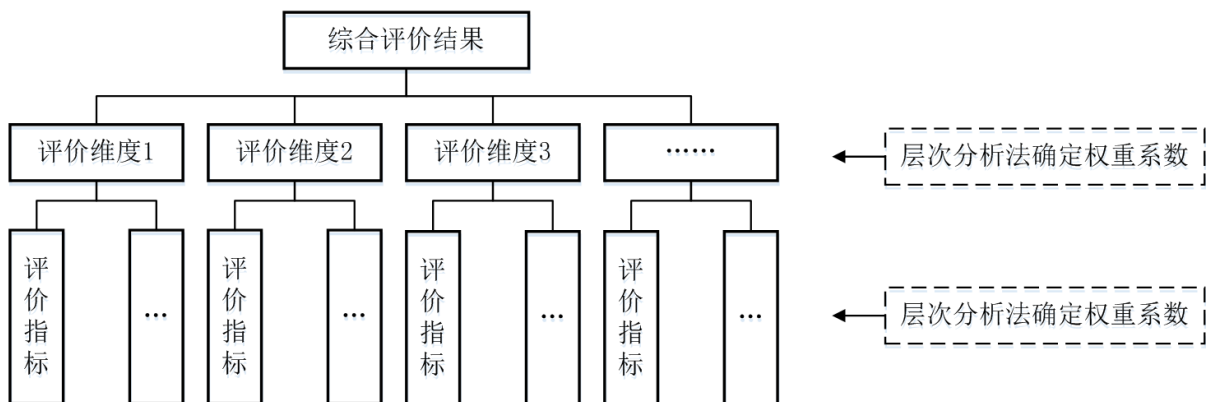 综合评价结果
评价维度1
评价维度2
评价维度3
……
层次分析法确定权重系数
评价指标
…
评价指标
…
评价指标
…
评价指标
…
层次分析法确定权重系数